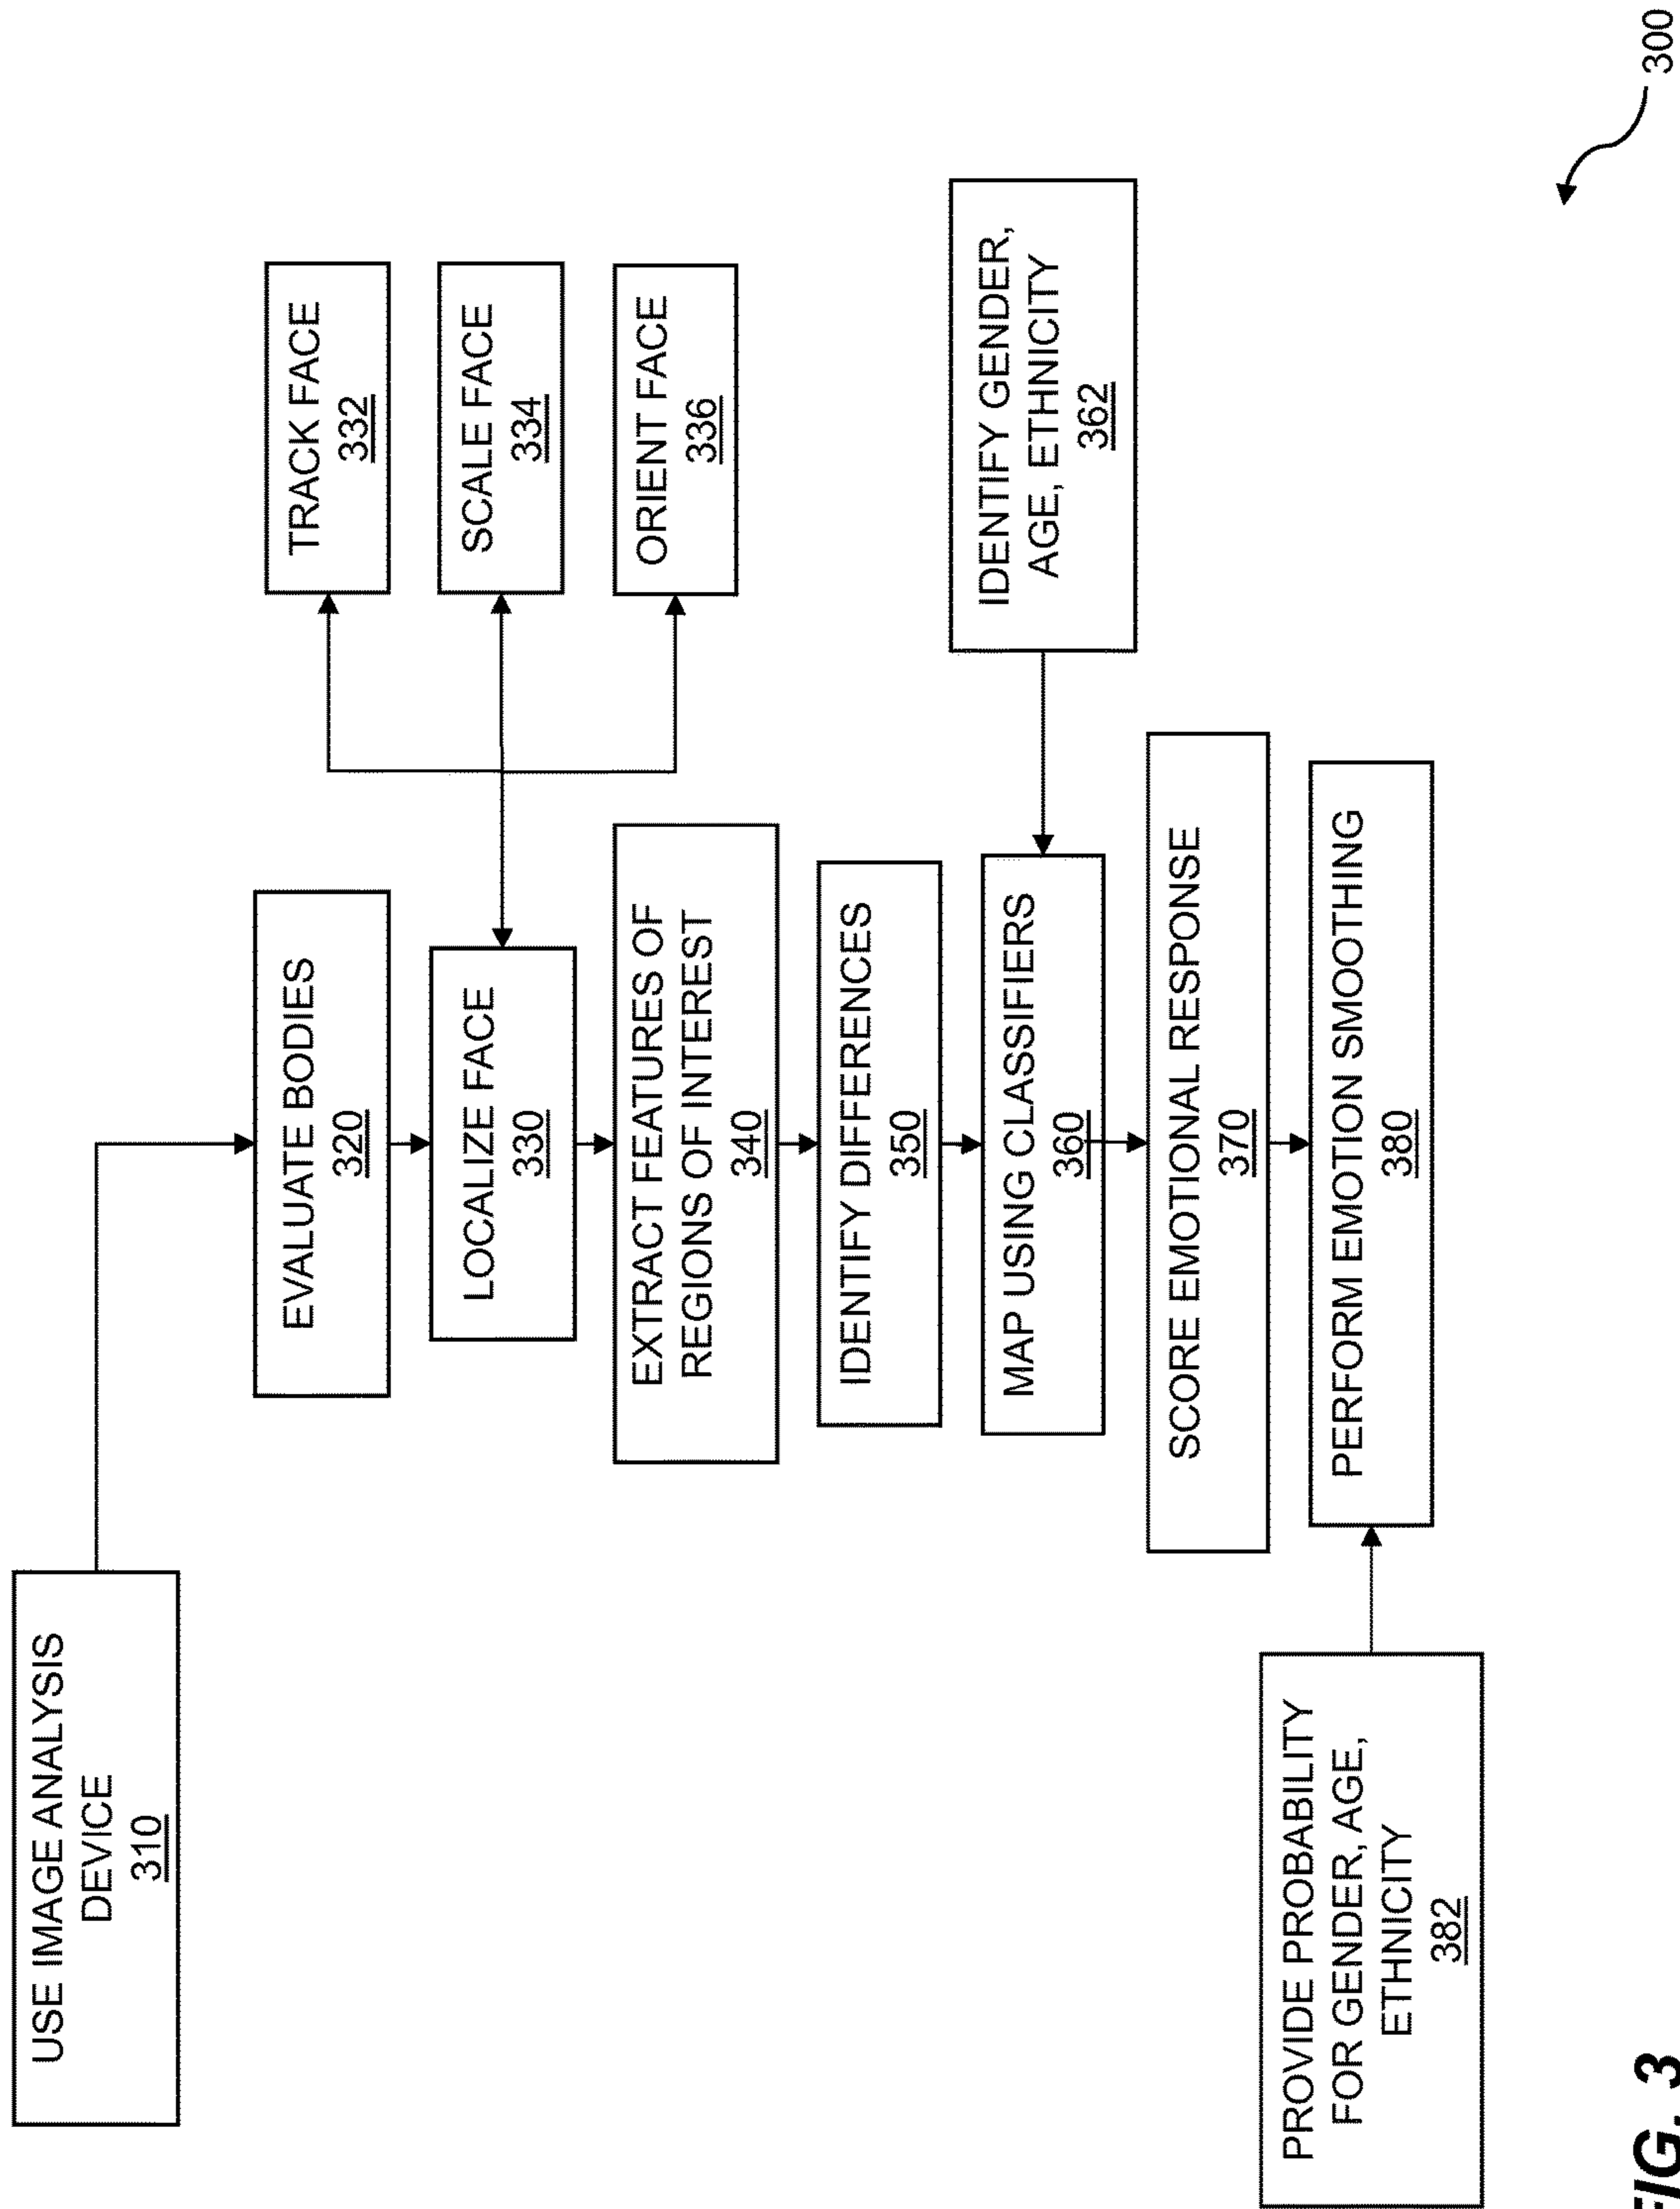 USE IMAGE ANALYSIS
DEVICE
310
EVALUATE BODIES
320
LOCALIZE FACE
330
TRACK FACE
332
SCALE FACE
334
ORIENT FACE
336
EXTRACT FEATURES OF
REGIONS OF INTEREST
340
IDENTIFY DIFFERENCES
350
MAP USING CLASSIFIERS
360
IDENTIFY GENDER,
AGE, ETHNICITY
362
SCORE EMOTIONAL RESPONSE
370
PERFORM EMOTION SMOOTHING
380
PROVIDE PROBABILITY
FOR GENDER, AGE,
ETHNICITY
382
300
FIG. 3